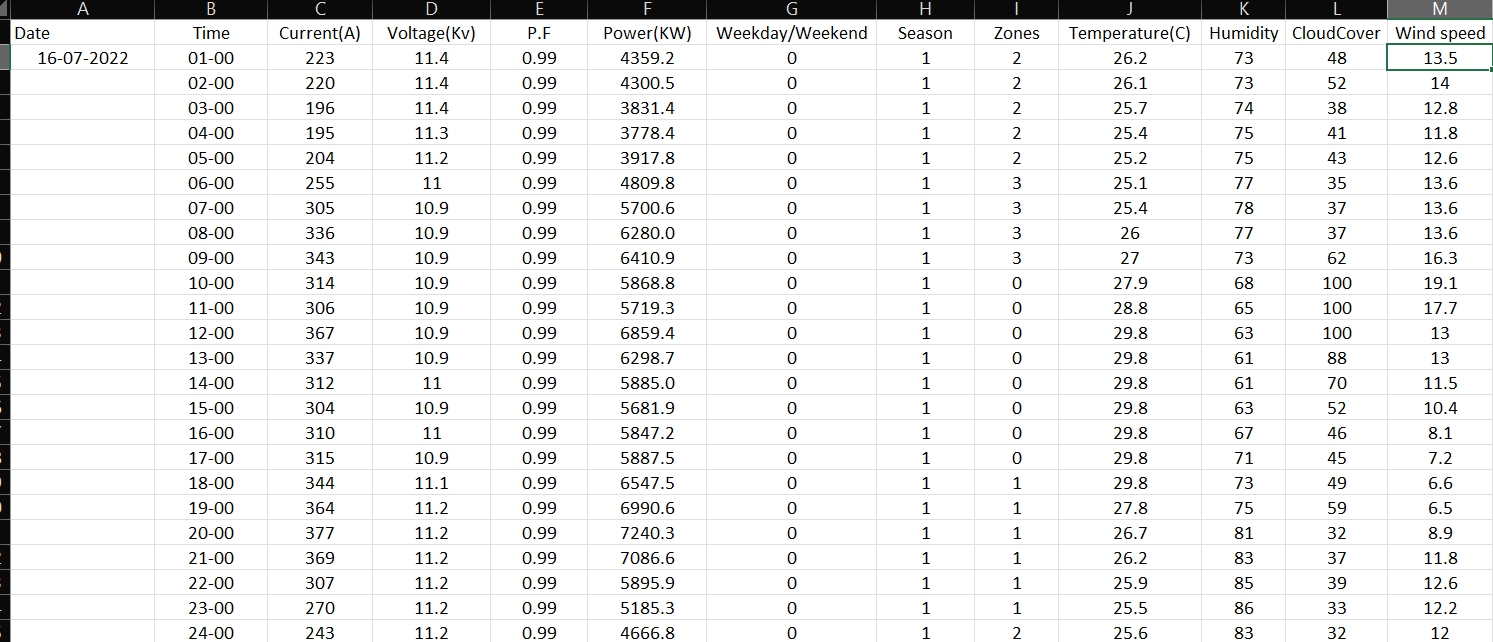 A B C D E F G H I J K L M
Date Time Current(A) Voltage(Kv) P.F Power(KW) Weekday/Weekend Season Zones Temperature(C) Humidity CloudCover Wind speed
16-07-2022 01-00 223 11.4 0.99 4359.2 0 1 2 26.2 73 48 13.5
02-00 220 11.4 0.99 4300.5 0 1 2 26.1 73 52 14
03-00 196 11.4 0.99 3831.4 0 1 2 25.7 74 38 12.8
04-00 195 11.3 0.99 3778.4 0 1 2 25.4 75 41 11.8
05-00 204 11.2 0.99 3917.8 0 1 2 25.2 75 43 12.6
06-00 255 11 0.99 4809.8 0 1 3 25.1 77 35 13.6
07-00 305 10.9 0.99 5700.6 0 1 3 25.4 78 37 13.6
08-00 336 10.9 0.99 6280.0 0 1 3 26 77 37 13.6
09-00 343 10.9 0.99 6410.9 0 1 3 27 73 62 16.3
10-00 314 10.9 0.99 5868.8 0 1 0 27.9 68 100 19.1
11-00 306 10.9 0.99 5719.3 0 1 0 28.8 65 100 17.7
12-00 367 10.9 0.99 6859.4 0 1 0 29.8 63 100 13
13-00 337 10.9 0.99 6298.7 0 1 0 29.8 61 88 13
14-00 312 11 0.99 5885.0 0 1 0 29.8 61 70 11.5
15-00 304 10.9 0.99 5681.9 0 1 0 29.8 63 52 10.4
16-00 310 11 0.99 5847.2 0 1 0 29.8 67 46 8.1
17-00 315 10.9 0.99 5887.5 0 1 0 29.8 71 45 7.2
18-00 344 11.1 0.99 6547.5 0 1 1 29.8 73 49 6.6
19-00 364 11.2 0.99 6990.6 0 1 1 27.8 75 59 6.5
20-00 377 11.2 0.99 7240.3 0 1 1 26.7 81 32 8.9
21-00 369 11.2 0.99 7086.6 0 1 1 26.2 83 37 11.8
22-00 307 11.2 0.99 5895.9 0 1 1 25.9 85 39 12.6
23-00 270 11.2 0.99 5185.3 0 1 1 25.5 86 33 12.2
24-00 243 11.2 0.99 4666.8 0 1 2 25.6 83 32 12